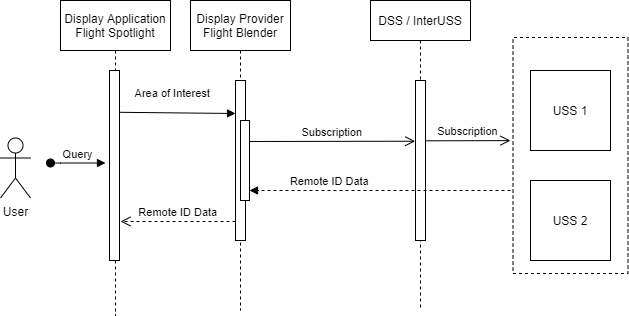 Display Application
Flight Spotlight
Display Provider
Flight Blender
DSS / InterUSS
Area of Interest
USS 1
Subscription
Subscription
Query
Remote ID Data
User
Remote ID Data
USS 2